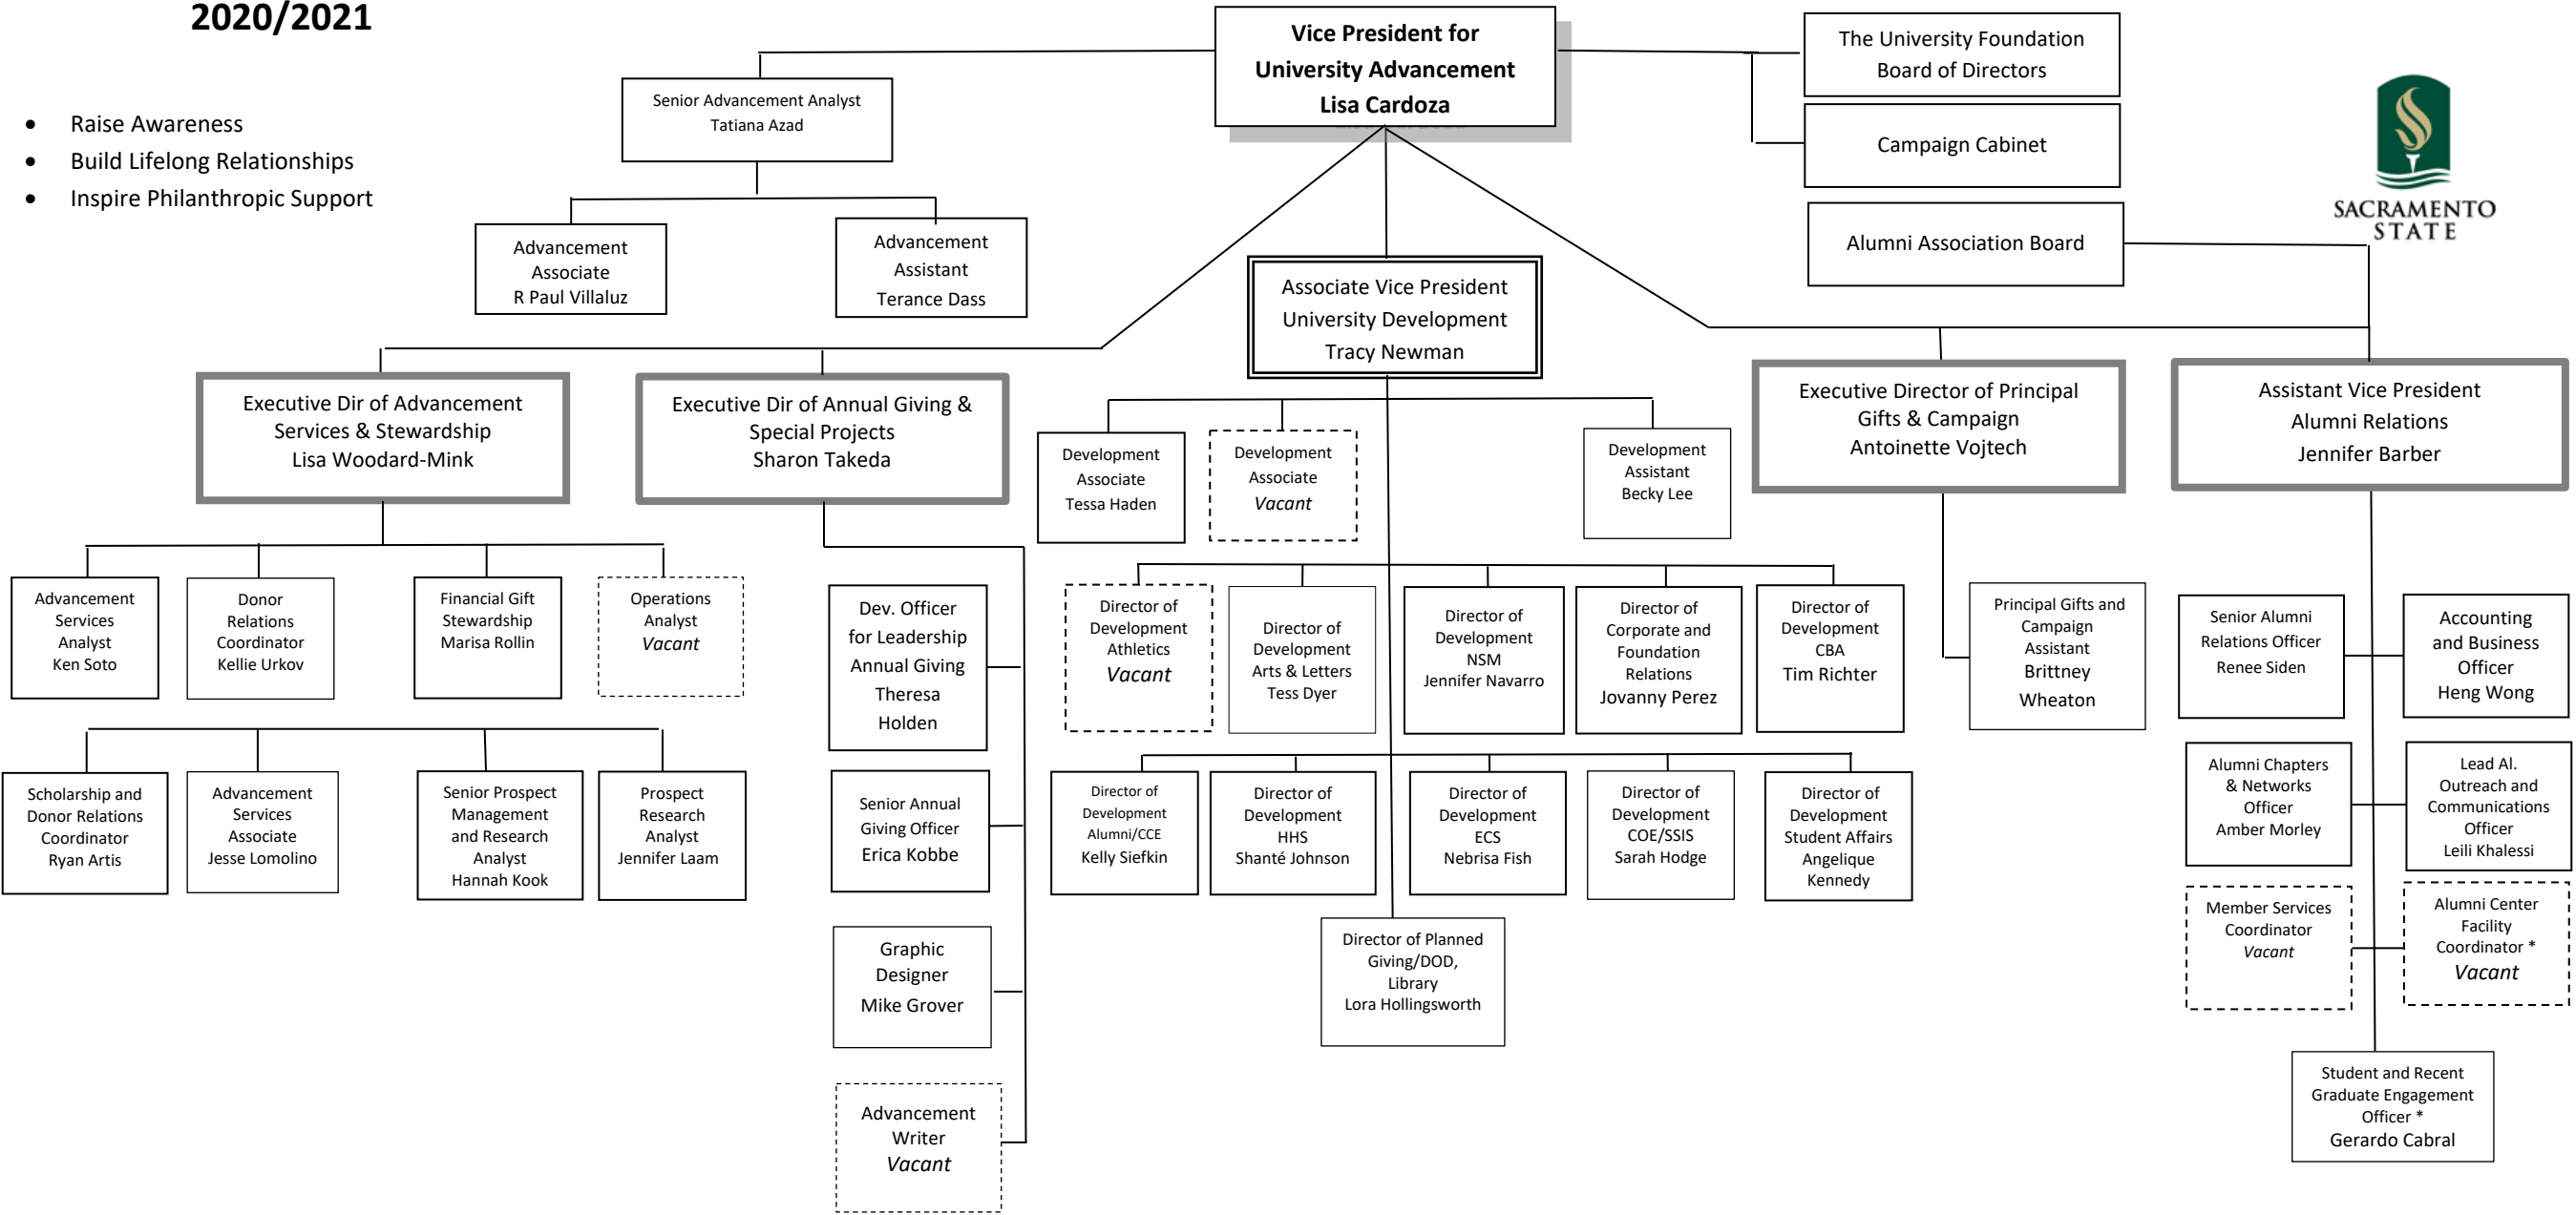 2020/2021
• Raise Awareness
• Build Lifelong Relationships
• Inspire Philanthropic Support
Vice President for
University Advancement
Lisa Cardoza
Senior Advancement Analyst
Tatiana Azad
Advancement
Associate
R Paul Villaluz
Advancement
Assistant
Terance Dass
The University Foundation
Board of Directors
Campaign Cabinet
Alumni Association Board
SACRAMENTO
STATE
Associate Vice President
University Development
Tracy Newman
Executive Dir of Advancement
Services & Stewardship
Lisa Woodard-Mink
Executive Dir of Annual Giving &
Special Projects
Sharon Takeda
Executive Director of Principal
Gifts & Campaign
Antoinette Vojtech
Assistant Vice President
Alumni Relations
Jennifer Barber
Development
Associate
Tessa Haden
Development
Associate
Vacant
Development
Assistant
Becky Lee
Advancement
Services
Analyst
Ken Soto
Donor
Relations
Coordinator
Kellie Urkov
Financial Gift
Stewardship
Marisa Rollin
Operations
Analyst
Vacant
Scholarship and
Donor Relations
Coordinator
Ryan Artis
Advancement
Services
Associate
Jesse Lomolino
Senior Prospect
Management
and Research
Analyst
Hannah Kook
Prospect
Research
Analyst
Jennifer Laam
Dev. Officer
for Leadership
Annual Giving
Theresa
Holden
Senior Annual
Giving Officer
Erica Kobbe
Graphic
Designer
Mike Grover
Advancement
Writer
Vacant
Director of
Development
Athletics
Vacant
Director of
Development
Arts & Letters
Tess Dyer
Director of
Development
NSM
Jennifer Navarro
Director of
Corporate and
Foundation
Relations
Jovanny Perez
Director of
Development
CBA
Tim Richter
Director of
Development
Alumni/CCE
Kelly Siefkin
Director of
Development
HHS
Shanté Johnson
Director of
Development
ECS
Nebrisa Fish
Director of
Development
COE/SSIS
Sarah Hodge
Director of
Development
Student Affairs
Angelique
Kennedy
Director of Planned
Giving/DOD,
Library
Lora Hollingsworth
Principal Gifts and
Campaign
Assistant
Brittney
Wheaton
Senior Alumni
Relations Officer
Renee Siden
Accounting
and Business
Officer
Heng Wong
Alumni Chapters
& Networks
Officer
Amber Morley
Lead Al.
Outreach and
Communications
Officer
Leili Khalessi
Member Services
Coordinator
Vacant
Alumni Center
Facility
Coordinator *
Vacant
Student and Recent
Graduate Engagement
Officer *
Gerardo Cabral